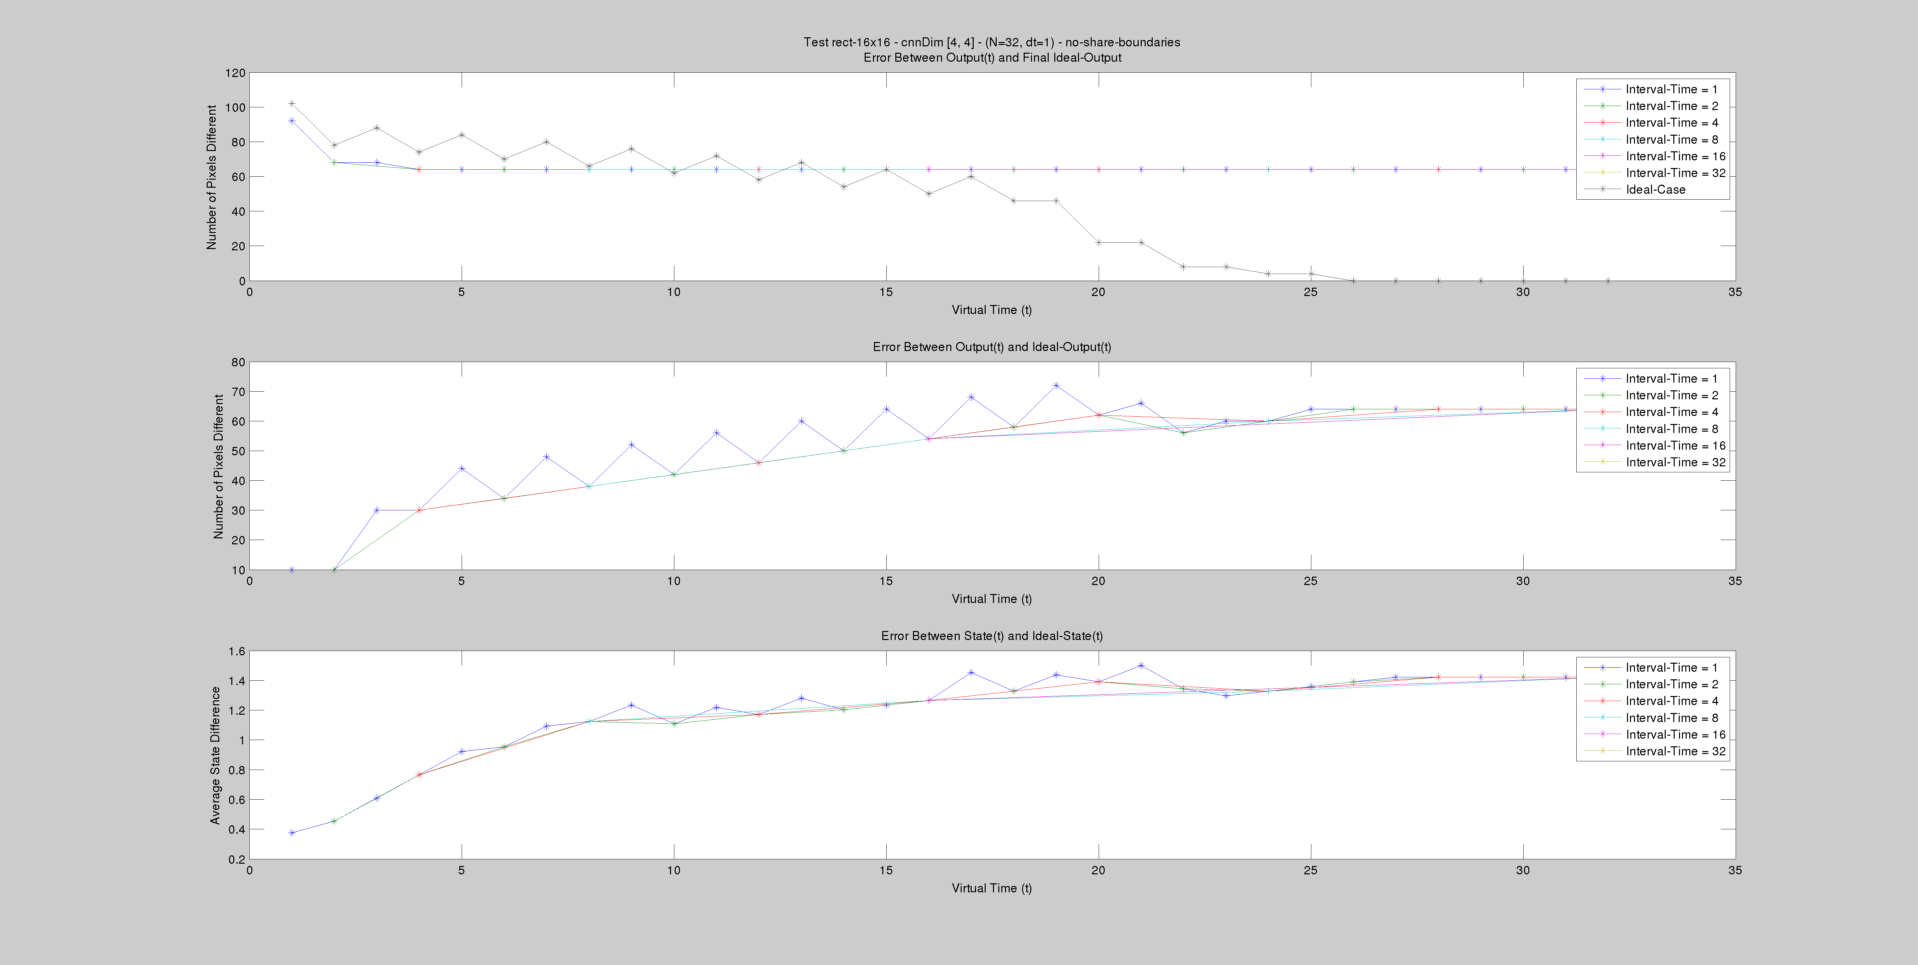 Test rect-16x16 - cnnDim [4, 4] - (N=32, dt=1) - no-share-boundaries
Error Between Output(t) and Final Ideal-Output
Number of Pixels Different
120
100
80
60
40
20
0
0 5 10 15 20 25 30 35
Virtual Time (t)
Interval-Time = 1
Interval-Time = 2
Interval-Time = 4
Interval-Time = 8
Interval-Time = 16
Interval-Time = 32
Ideal-Case
Error Between Output(t) and Ideal-Output(t)
Number of Pixels Different
80
70
60
50
40
30
20
10
0 5 10 15 20 25 30 35
Virtual Time (t)
Interval-Time = 1
Interval-Time = 2
Interval-Time = 4
Interval-Time = 8
Interval-Time = 16
Interval-Time = 32
Error Between State(t) and Ideal-State(t)
Average State Difference
1.6
1.4
1.2
1
0.8
0.6
0.4
0.2
0 5 10 15 20 25 30 35
Virtual Time (t)
Interval-Time = 1
Interval-Time = 2
Interval-Time = 4
Interval-Time = 8
Interval-Time = 16
Interval-Time = 32